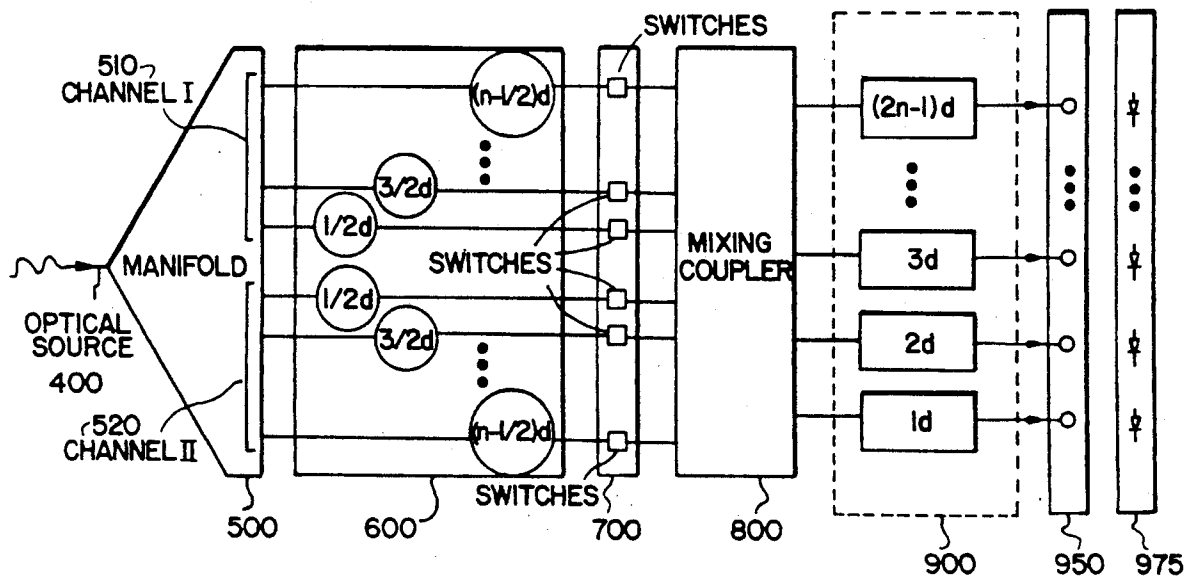 SWITCHES
510
CHANNEL I
(n-1/2)d
(2n-1)d
3/2d
1/2d
MANIFOLD
SWITCHES
MIXING
COUPLER
3d
1/2d
OPTICAL
SOURCE
400
3/2d
2d
520
CHANNEL II
(n-1/2)d
1d
SWITCHES
500
600
700
800
900
950
975